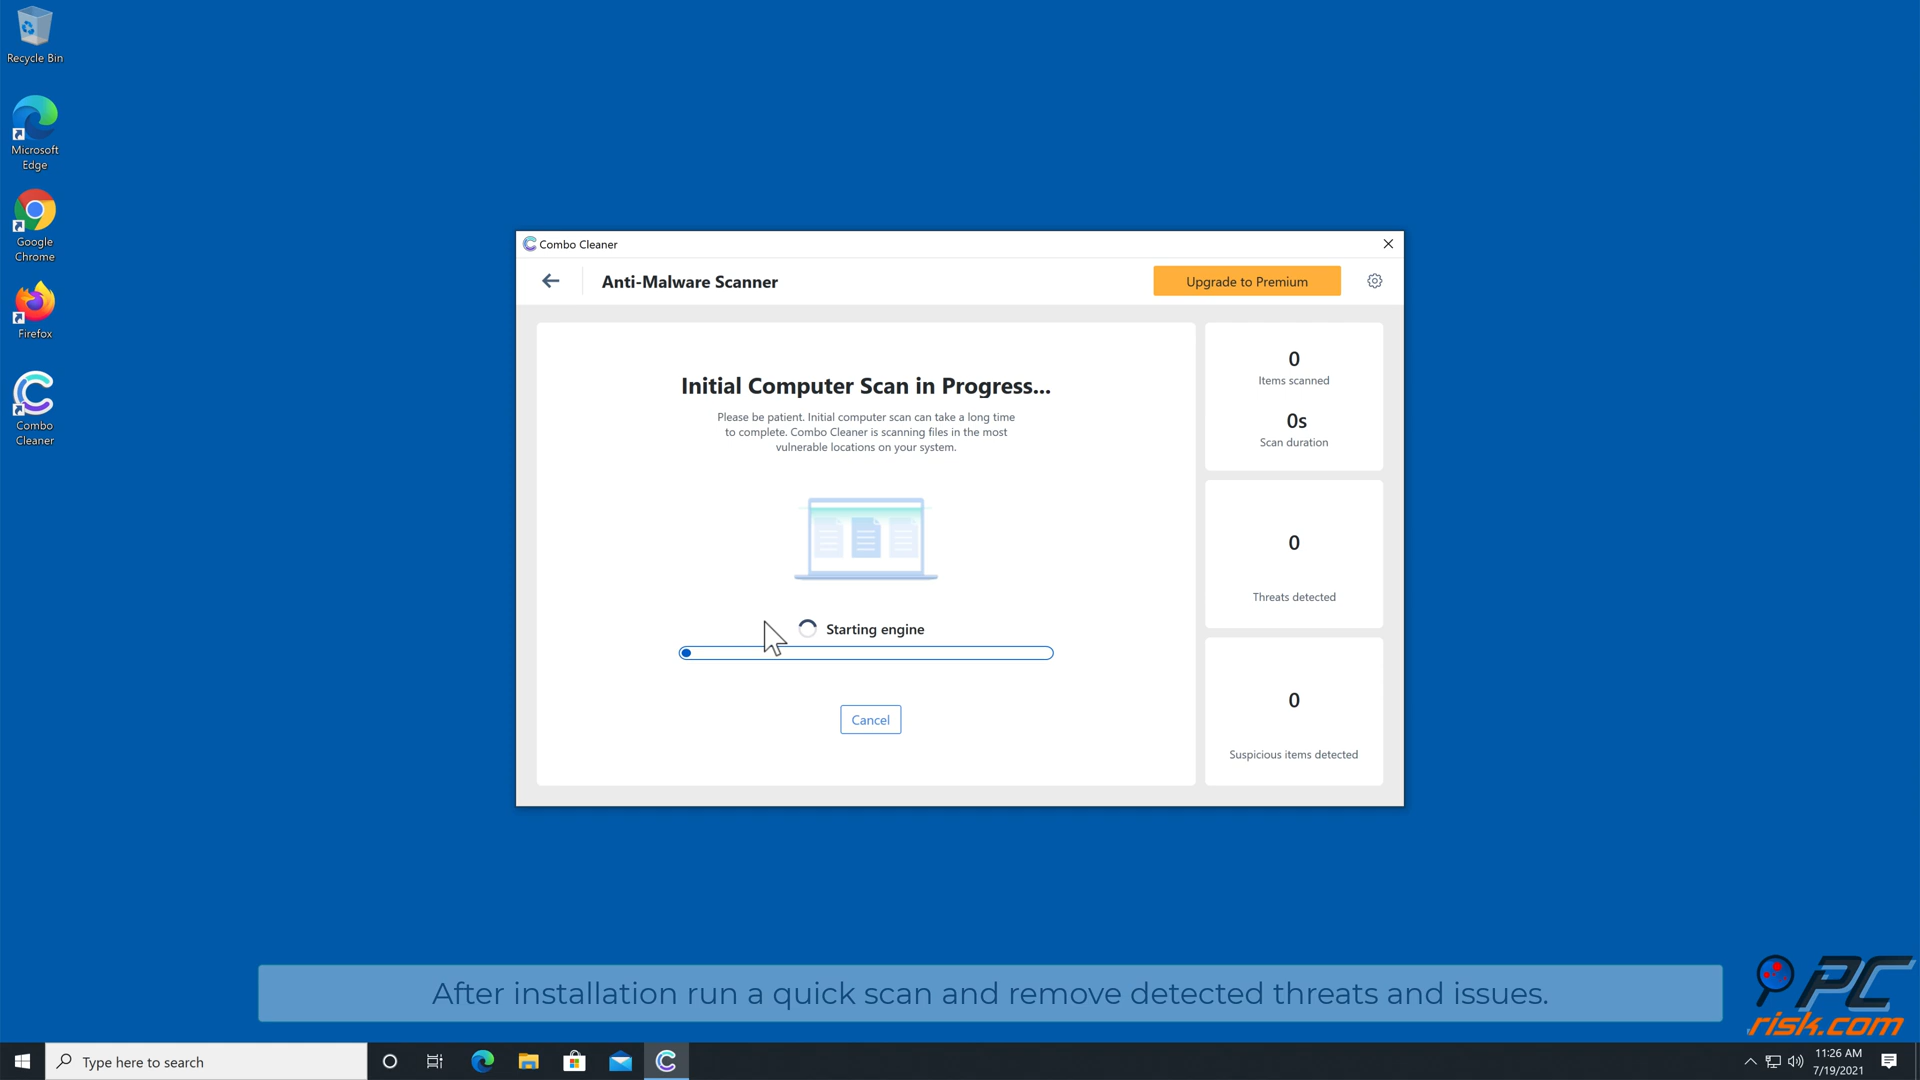 Recycle Bin
Microsoft
Edge
Google
Chrome
Firefox
Combo
Cleaner
Combo Cleaner
Anti-Malware Scanner
Upgrade to Premium
Initial Computer Scan in Progress...
Please be patient. Initial computer scan can take a long time
to complete. Combo Cleaner is scanning files in the most
vulnerable locations on your system.
Starting engine
Cancel
0
Items scanned
0s
Scan duration
0
Threats detected
0
Suspicious items detected
After installation run a quick scan and remove detected threats and issues.
PC
risk.com
Type here to search
11:26 AM
7/19/2021